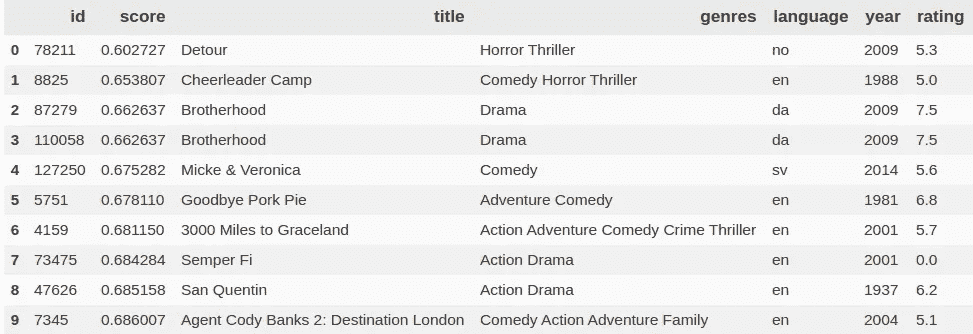 id score title genres language year rating
0 78211 0.602727 Detour Horror Thriller no 2009 5.3
1 8825 0.653807 Cheerleader Camp Comedy Horror Thriller en 1988 5.0
2 87279 0.662637 Brotherhood Drama da 2009 7.5
3 110058 0.662637 Brotherhood Drama da 2009 7.5
4 127250 0.675282 Micke & Veronica Comedy sv 2014 5.6
5 5751 0.678110 Goodbye Pork Pie Adventure Comedy en 1981 6.8
6 4159 0.681150 3000 Miles to Graceland Action Adventure Comedy Crime Thriller en 2001 5.7
7 73475 0.684284 Semper Fi Action Drama en 2001 0.0
8 47626 0.685158 San Quentin Action Drama en 1937 6.2
9 7345 0.686007 Agent Cody Banks 2: Destination London Comedy Action Adventure Family en 2004 5.1